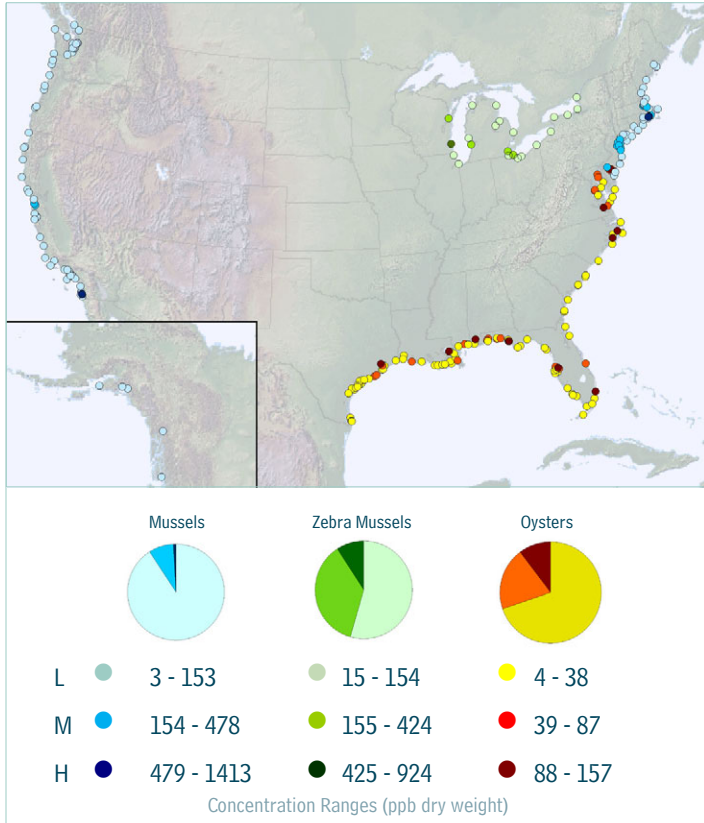 Mussels Zebra Mussels Oysters
L 3 - 153 15 - 154 4 - 38
M 154 - 478 155 - 424 39 - 87
H 479 - 1413 425 - 924 88 - 157
Concentration Ranges (ppb dry weight)